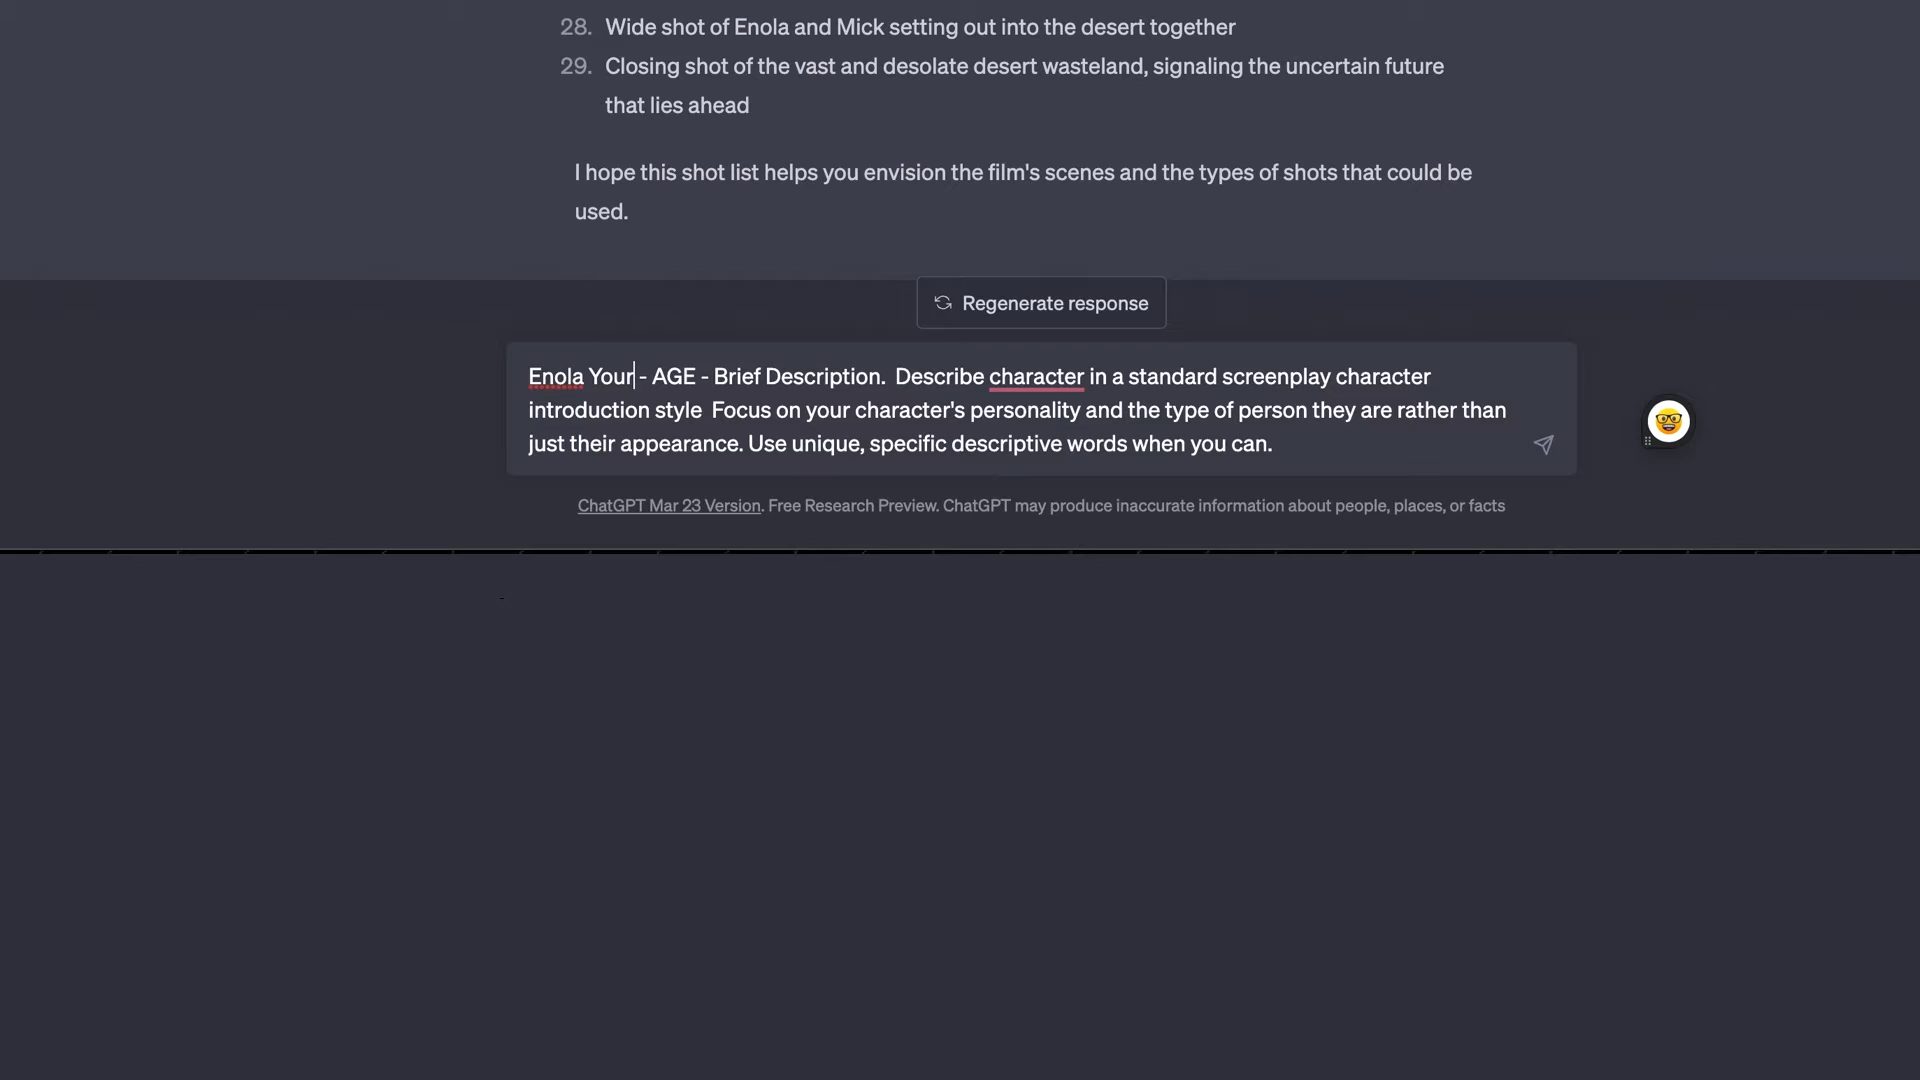 28. Wide shot of Enola and Mick setting out into the desert together
29. Closing shot of the vast and desolate desert wasteland, signaling the uncertain future
that lies ahead
I hope this shot list helps you envision the film's scenes and the types of shots that could be
used.
Regenerate response
Enola Your - AGE - Brief Description.  Describe character in a standard screenplay character
introduction style  Focus on your character's personality and the type of person they are rather than
just their appearance. Use unique, specific descriptive words when you can.
ChatGPT Mar 23 Version. Free Research Preview. ChatGPT may produce inaccurate information about people, places, or facts